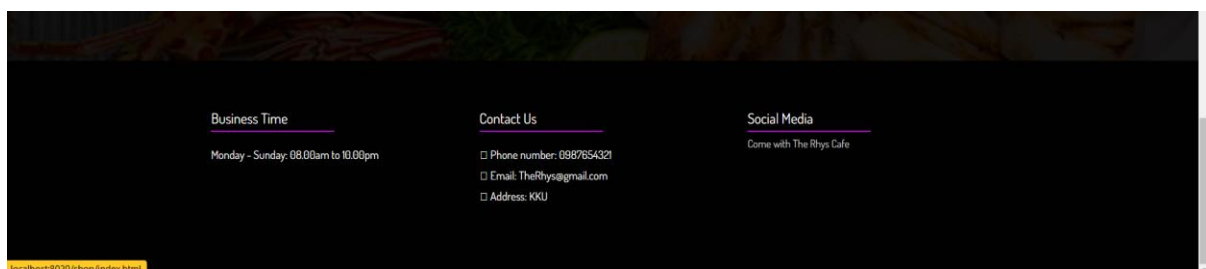 Business Time
Monday - Sunday: 08.00am to 10.00pm
Contact Us
Phone number: 0987654321
Email: TheRhys@gmail.com
Address: KKU
Social Media
Come with The Rhys Cafe